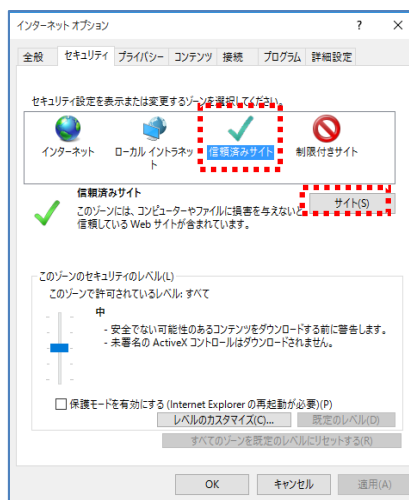 インターネット オプション ? ×
全般 セキュリティ プライバシー コンテンツ 接続 プログラム 詳細設定
セキュリティ設定を表示または変更するゾーンを選択してください。
インターネット ローカル イントラネッ 信頼済みサイト 制限付きサイト
ト
信頼済みサイト
サイト(S)
このゾーンには、コンピューターやファイルに損害を与えないと
信頼している Web サイトが含まれています。
このゾーンのセキュリティのレベル(L)
このゾーンで許可されているレベル: すべて
中
- 安全でない可能性のあるコンテンツをダウンロードする前に警告します。
- 未署名の ActiveX コントロールはダウンロードされません。
保護モードを有効にする (Internet Explorer の再起動が必要)(P)
レベルのカスタマイズ(C)... 既定のレベル(D)
すべてのゾーンを既定のレベルにリセットする(R)
OK キャンセル 適用(A)